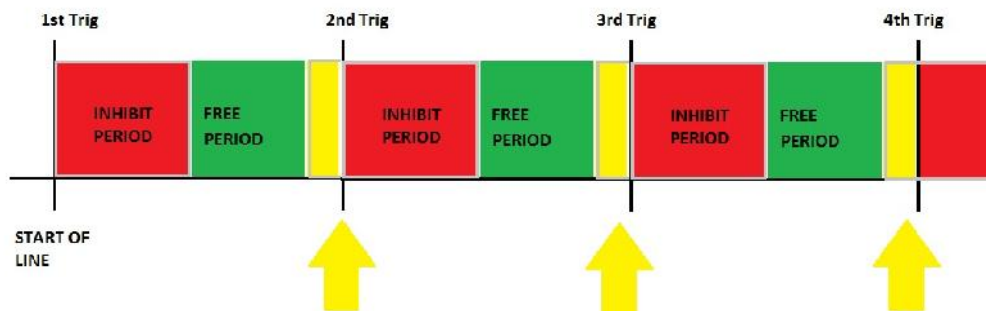 1st Trig
2nd Trig
3rd Trig
4th Trig
INHIBIT
PERIOD
FREE
PERIOD
INHIBIT
PERIOD
FREE
PERIOD
INHIBIT
PERIOD
FREE
PERIOD
START OF
LINE